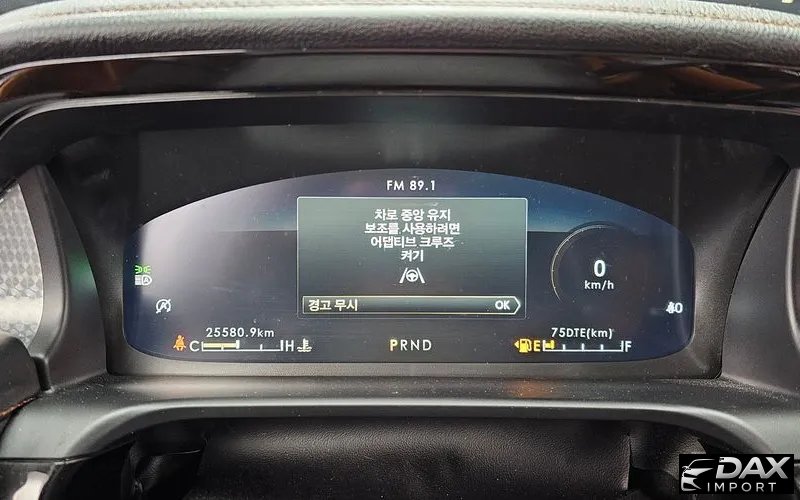 FM 89.1
차로 중앙 유지
보조를 사용하려면
어댑티브 크루즈
켜기
경고 무시 OK
0
km/h
25580.9km
75DTE(km)
C H
PRND
E F
DAX
IMPORT